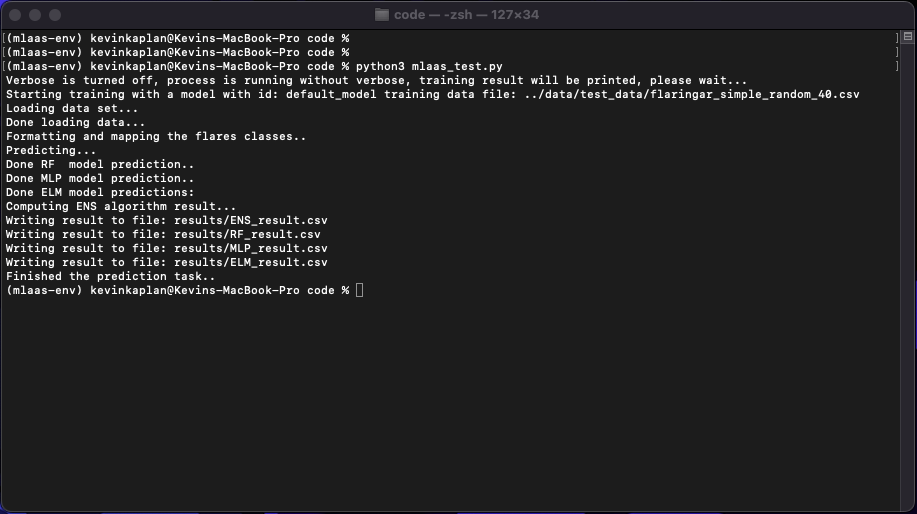 code — -zsh — 127×34
[(mlaas-env) kevinkaplan@Kevins-MacBook-Pro code % ]
[(mlaas-env) kevinkaplan@Kevins-MacBook-Pro code % ]
[(mlaas-env) kevinkaplan@Kevins-MacBook-Pro code % python3 mlaas_test.py ]
Verbose is turned off, process is running without verbose, training result will be printed, please wait...
Starting training with a model with id: default_model training data file: ../data/test_data/flaringar_simple_random_40.csv
Loading data set...
Done loading data...
Formatting and mapping the flares classes..
Predicting...
Done RF  model prediction..
Done MLP model prediction..
Done ELM model predictions:
Computing ENS algorithm result...
Writing result to file: results/ENS_result.csv
Writing result to file: results/RF_result.csv
Writing result to file: results/MLP_result.csv
Writing result to file: results/ELM_result.csv
Finished the prediction task..
(mlaas-env) kevinkaplan@Kevins-MacBook-Pro code %